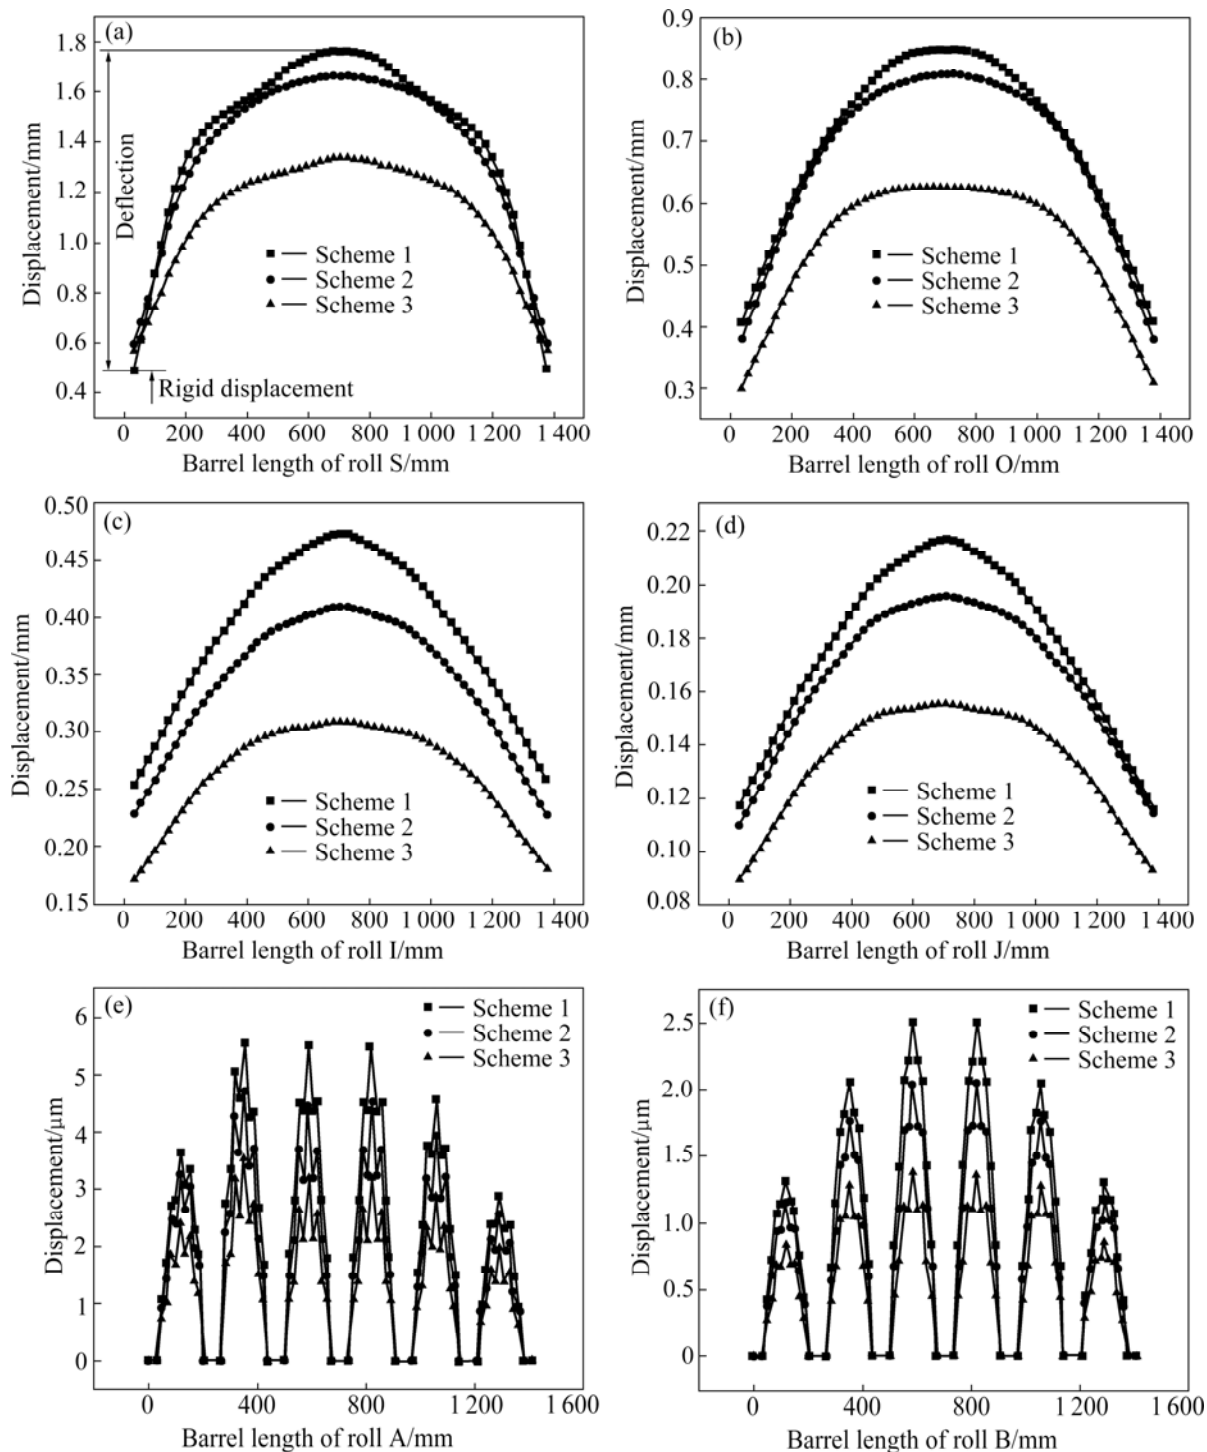 (a)
1.8
1.6
1.4
1.2
1.0
1.8
0.6
0.4
Displacement/mm
Deflection
Scheme 1
Scheme 2
Scheme 3
Rigid displacement
0 200 400 600 800 1 000 1 200 1 400
Barrel length of roll S/mm
(b)
0.9
0.8
0.7
0.6
0.5
0.4
0.3
Displacement/mm
Scheme 1
Scheme 2
Scheme 3
0 200 400 600 800 1 000 1 200 1 400
Barrel length of roll O/mm
(c)
0.50
0.45
0.40
0.35
0.30
0.25
0.20
0.15
Displacement/mm
Scheme 1
Scheme 2
Scheme 3
0 200 400 600 800 1 000 1 200 1 400
Barrel length of roll I/mm
(d)
0.22
0.20
0.18
0.16
0.14
0.12
0.10
0.08
Displacement/mm
Scheme 1
Scheme 2
Scheme 3
0 200 400 600 800 1 000 1 200 1 400
Barrel length of roll J/mm
(e)
6
5
4
3
2
1
0
Displacement/μm
Scheme 1
Scheme 2
Scheme 3
0 400 800 1 200 1 600
Barrel length of roll A/mm
(f)
2.5
2.0
1.5
1.0
0.5
0
Displacement/μm
Scheme 1
Scheme 2
Scheme 3
0 400 800 1 200 1 600
Barrel length of roll B/mm